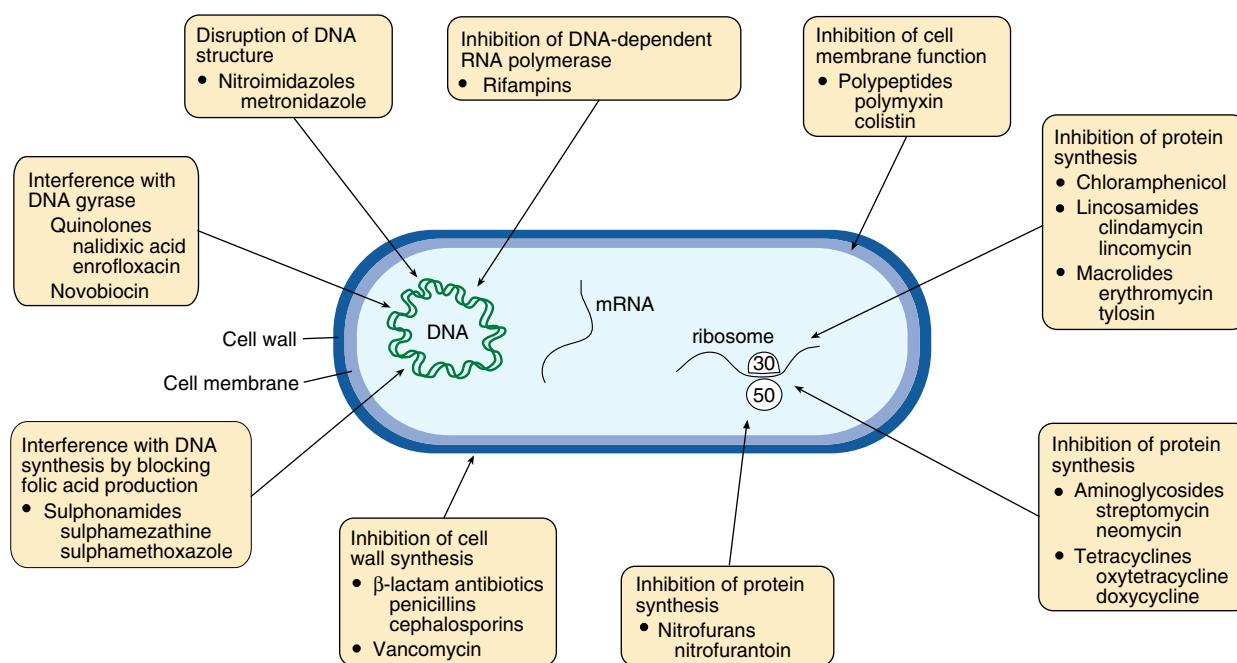 Disruption of DNA
structure
• Nitroimidazoles
metronidazole
Inhibition of DNA-dependent
RNA polymerase
• Rifampins
Inhibition of cell
membrane function
• Polypeptides
polymyxin
colistin
Inhibition of protein
synthesis
• Chloramphenicol
• Lincosamides
clindamycin
lincomycin
• Macrolides
erythromycin
tylosin
Interference with
DNA gyrase
Quinolones
nalidixic acid
enrofloxacin
Novobiocin
Cell wall
Cell membrane
DNA
mRNA
ribosome
30
50
Interference with DNA
synthesis by blocking
folic acid production
• Sulphonamides
sulphamezathine
sulphamethoxazole
Inhibition of cell
wall synthesis
• β-lactam antibiotics
penicillins
cephalosporins
• Vancomycin
Inhibition of protein
synthesis
• Nitrofurans
nitrofurantoin
Inhibition of protein
synthesis
• Aminoglycosides
streptomycin
neomycin
• Tetracyclines
oxytetracycline
doxycycline